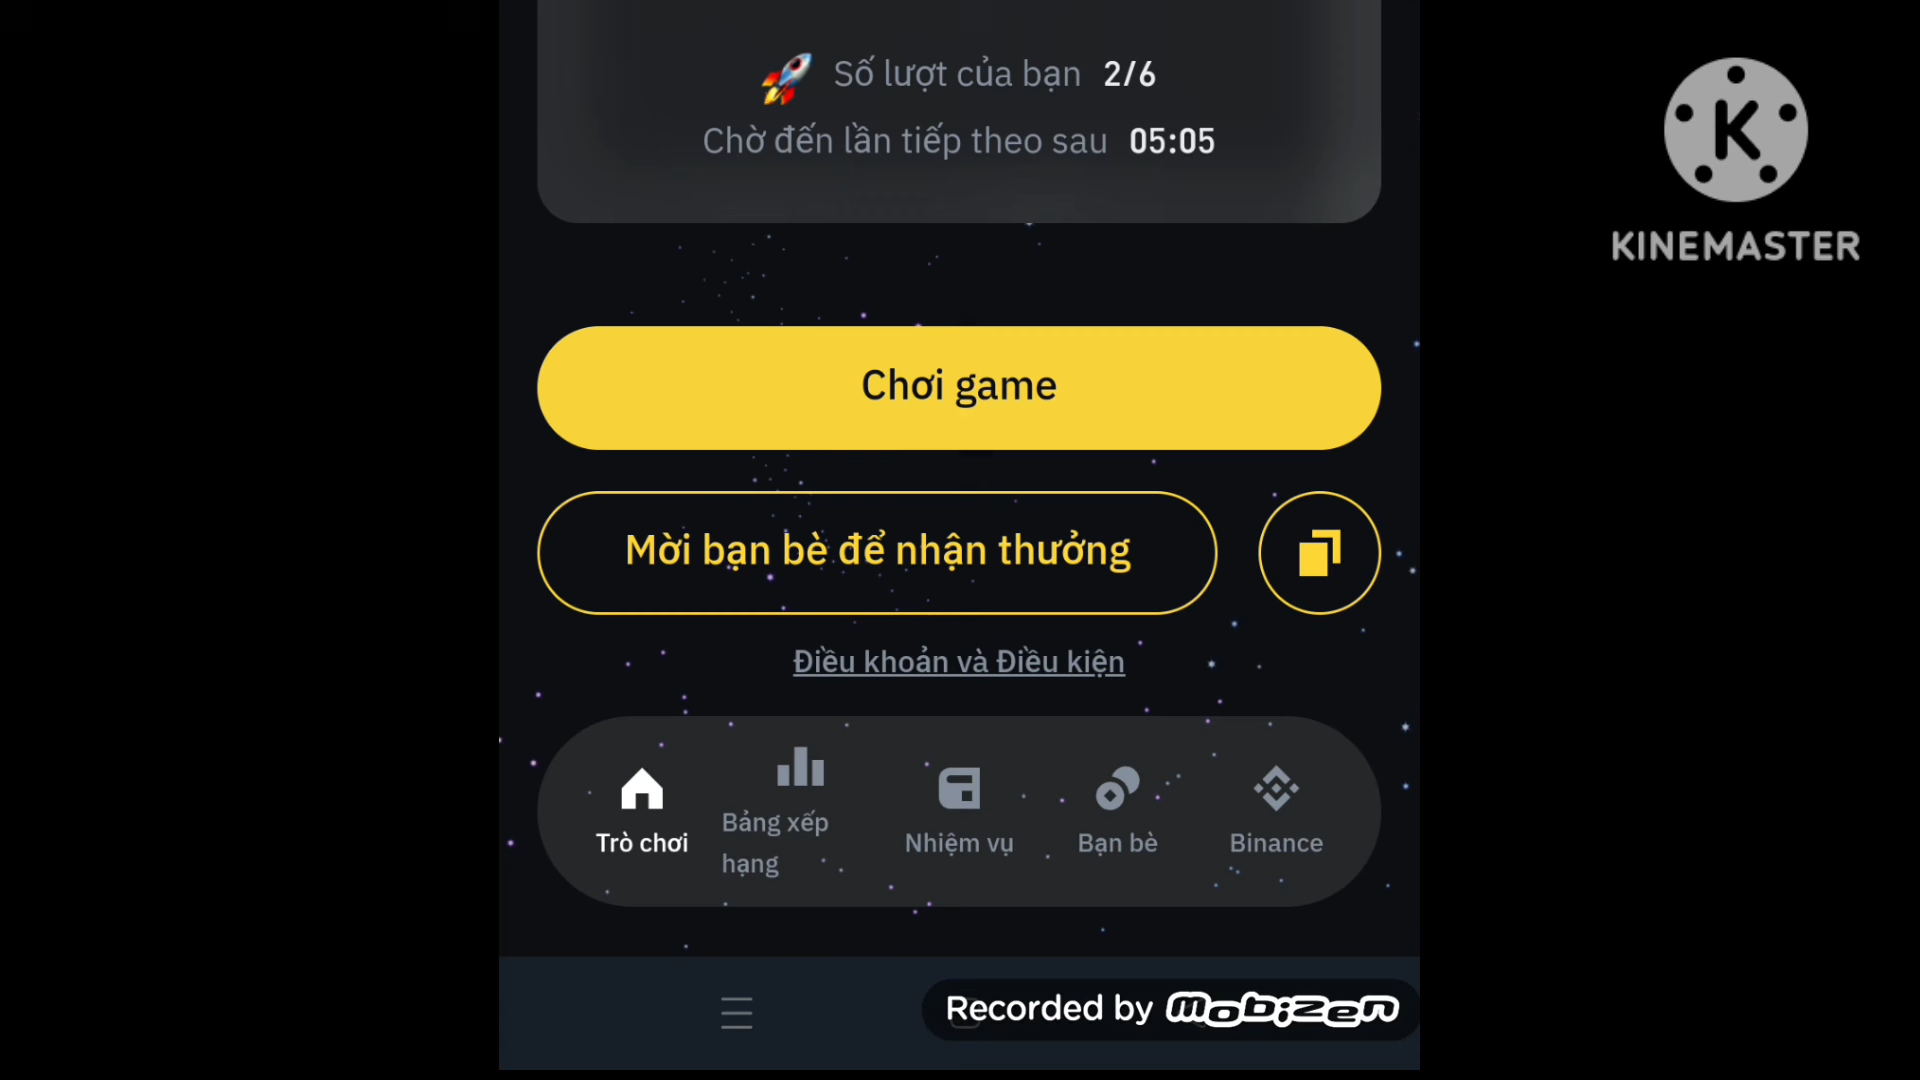 Số lượt của bạn 2/6
Chờ đến lần tiếp theo sau 05:05
KINEMASTER
Chơi game
Mời bạn bè để nhận thưởng
Điều khoản và Điều kiện
Trò chơi
Bảng xếp
hạng
Nhiệm vụ
Bạn bè
Binance
Recorded by mobizen